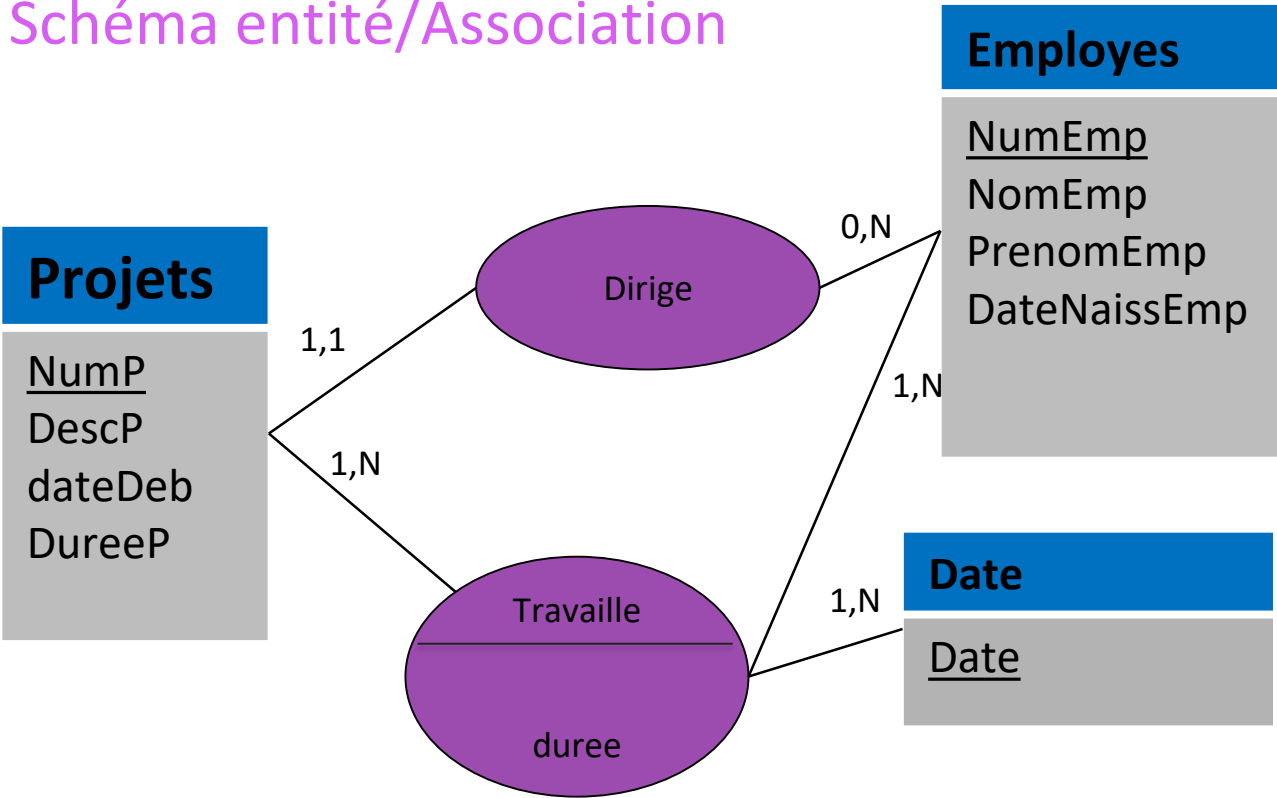 Schéma entité/Association
Employes
NumEmp
NomEmp
PrenomEmp
DateNaissEmp
Projets
NumP
DescP
dateDeb
DureeP
Dirige
0,N
1,1
1,N
1,N
Travaille
duree
1,N
Date
Date